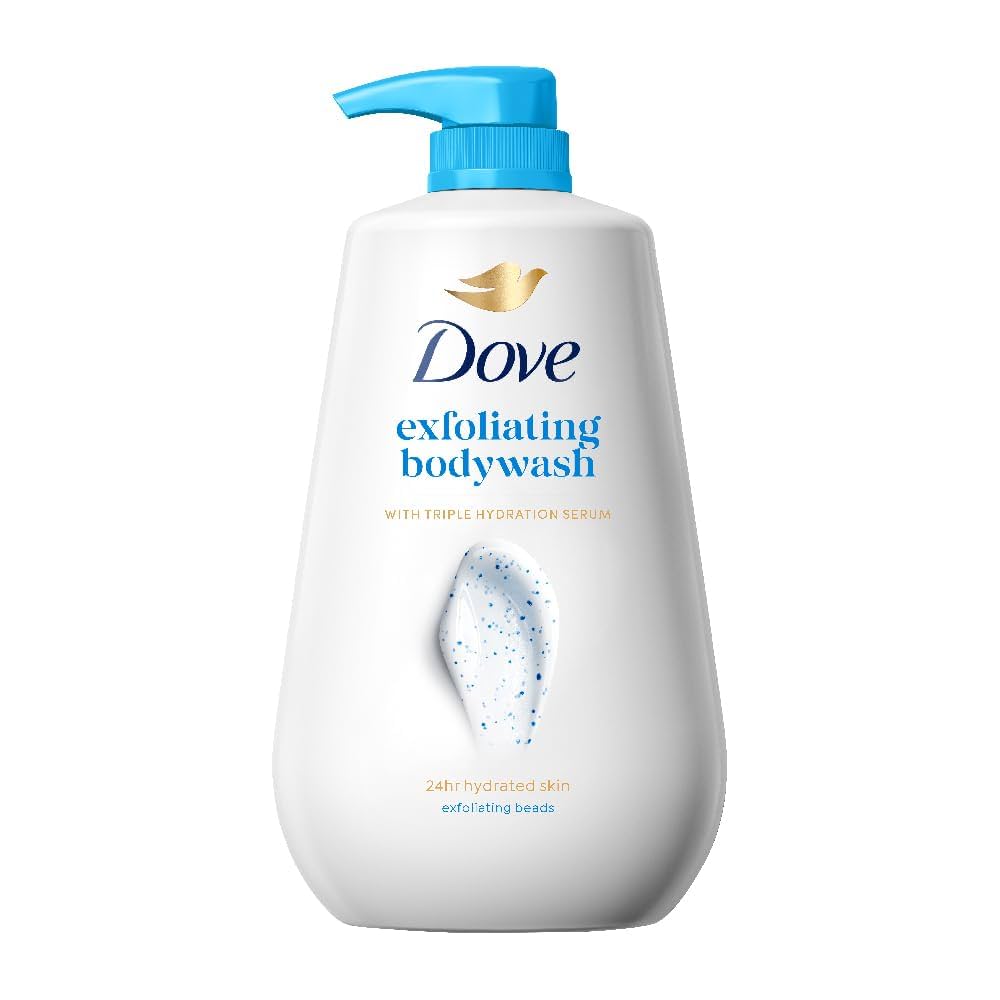 Dove
exfoliating
bodywash
WITH TRIPLE HYDRATION SERUM
24hr hydrated skin
exfoliating beads